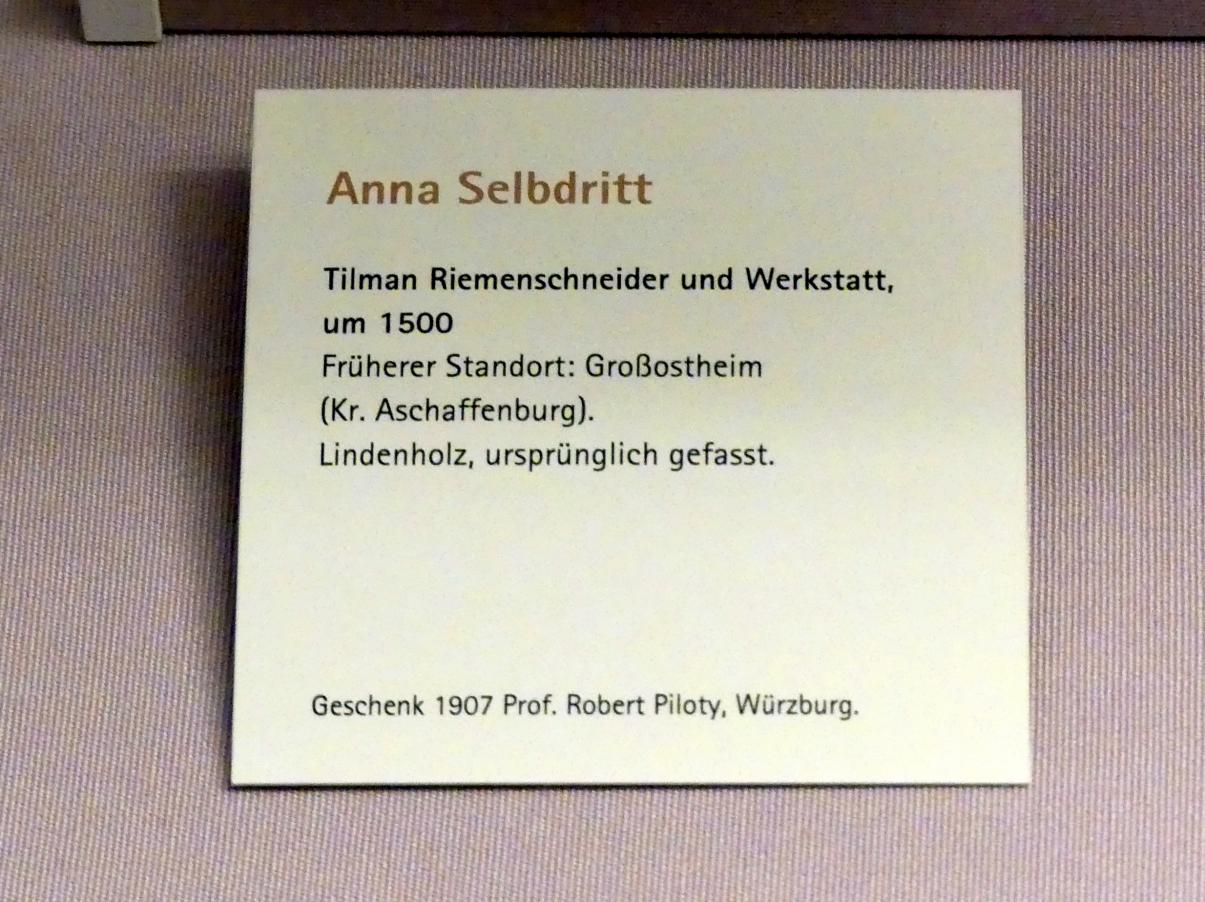 Anna Selbdritt
Tilman Riemenschneider und Werkstatt,
um 1500
Früherer Standort: Großostheim
(Kr. Aschaffenburg).
Lindenholz, ursprünglich gefasst.
Geschenk 1907 Prof. Robert Piloty, Würzburg.